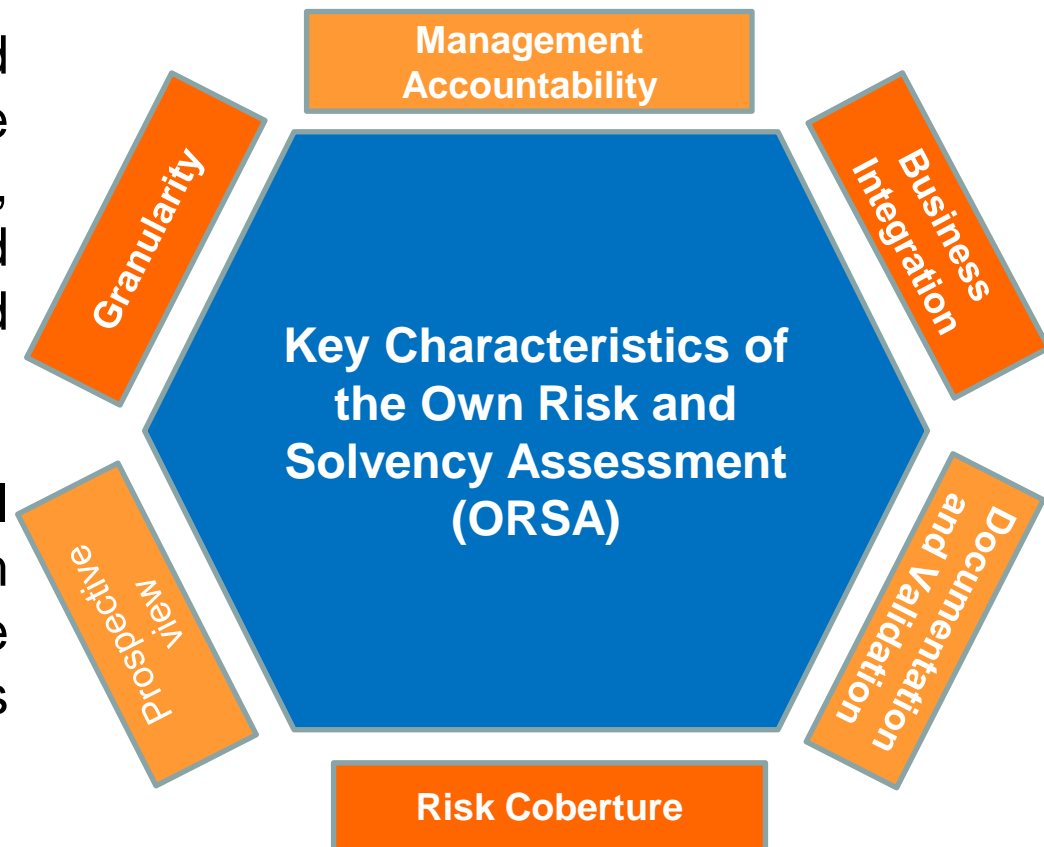 d
e
,
d
d
d
n
e
s
Management
Accountability
Granularity
Business
Integration
Key Characteristics of
the Own Risk and
Solvency Assessment
(ORSA)
Prospective
view
Documentation
and Validation
Risk Coberture